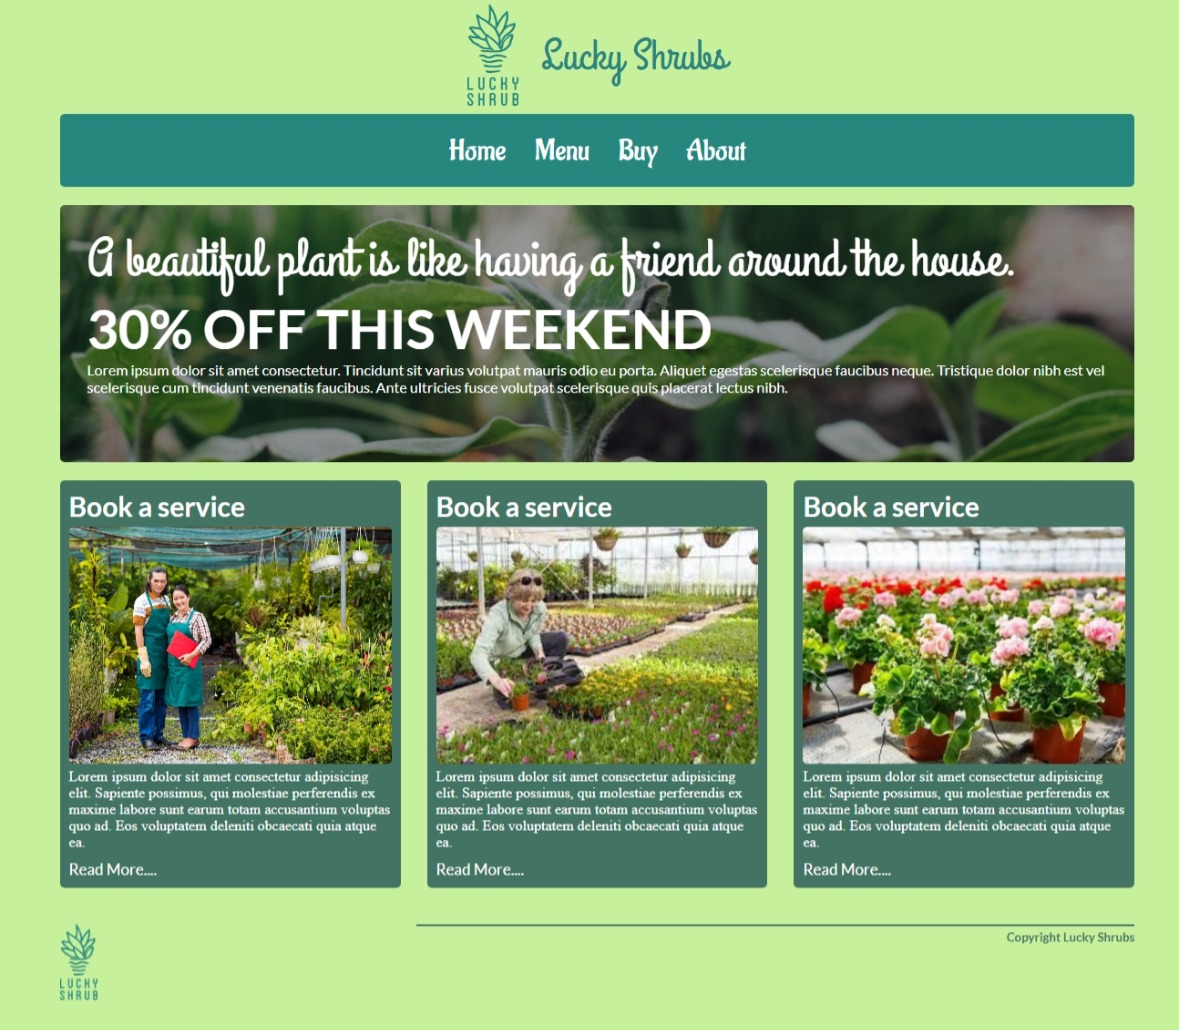 LUCKY
SHRUB
Lucky Shrubs
Home Menu Buy About
A beautiful plant is like having a friend around the house.
30% OFF THIS WEEKEND
Lorem ipsum dolor sit amet consectetur. Tincidunt sit varius volutpat mauris odio eu porta. Aliquet egestas scelerisque faucibus neque. Tristique dolor nibh est vel
scelerisque cum tincidunt venenatis faucibus. Ante ultricies fusce volutpat scelerisque quis placerat lectus nibh.
Book a service
Lorem ipsum dolor sit amet consectetur adipisicing
elit. Sapiente possimus, qui molestiae perferendis ex
maxime labore sunt earum totam accusantium voluptas
quo ad. Eos voluptatem deleniti obcaecati quia atque
ea.
Read More....
Book a service
Lorem ipsum dolor sit amet consectetur adipisicing
elit. Sapiente possimus, qui molestiae perferendis ex
maxime labore sunt earum totam accusantium voluptas
quo ad. Eos voluptatem deleniti obcaecati quia atque
ea.
Read More....
Book a service
Lorem ipsum dolor sit amet consectetur adipisicing
elit. Sapiente possimus, qui molestiae perferendis ex
maxime labore sunt earum totam accusantium voluptas
quo ad. Eos voluptatem deleniti obcaecati quia atque
ea.
Read More....
LUCKY
SHRUB
Copyright Lucky Shrubs